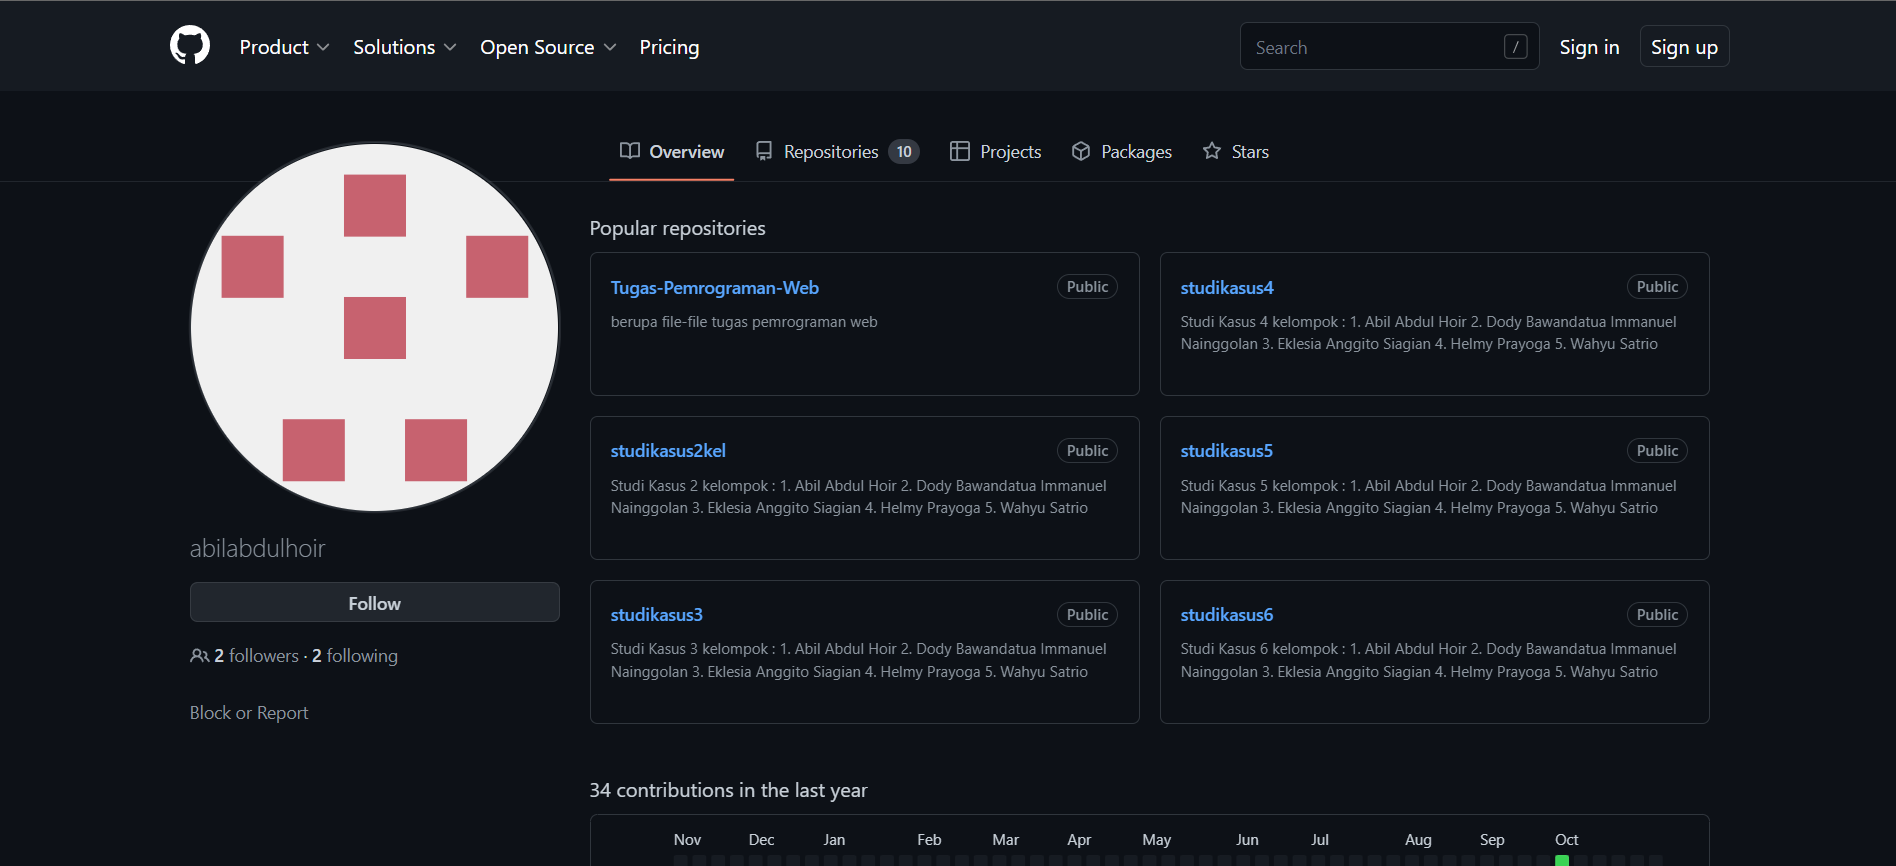 Product Solutions Open Source Pricing Search / Sign in Sign up
Overview Repositories 10 Projects Packages Stars
abilabdulhoir
Follow
2 followers · 2 following
Block or Report
Popular repositories
Tugas-Pemrograman-Web Public
berupa file-file tugas pemrograman web
studikasus4 Public
Studi Kasus 4 kelompok : 1. Abil Abdul Hoir 2. Dody Bawandatua Immanuel
Nainggolan 3. Eklesia Anggito Siagian 4. Helmy Prayoga 5. Wahyu Satrio
studikasus2kel Public
Studi Kasus 2 kelompok : 1. Abil Abdul Hoir 2. Dody Bawandatua Immanuel
Nainggolan 3. Eklesia Anggito Siagian 4. Helmy Prayoga 5. Wahyu Satrio
studikasus5 Public
Studi Kasus 5 kelompok : 1. Abil Abdul Hoir 2. Dody Bawandatua Immanuel
Nainggolan 3. Eklesia Anggito Siagian 4. Helmy Prayoga 5. Wahyu Satrio
studikasus3 Public
Studi Kasus 3 kelompok : 1. Abil Abdul Hoir 2. Dody Bawandatua Immanuel
Nainggolan 3. Eklesia Anggito Siagian 4. Helmy Prayoga 5. Wahyu Satrio
studikasus6 Public
Studi Kasus 6 kelompok : 1. Abil Abdul Hoir 2. Dody Bawandatua Immanuel
Nainggolan 3. Eklesia Anggito Siagian 4. Helmy Prayoga 5. Wahyu Satrio
34 contributions in the last year
Nov Dec Jan Feb Mar Apr May Jun Jul Aug Sep Oct